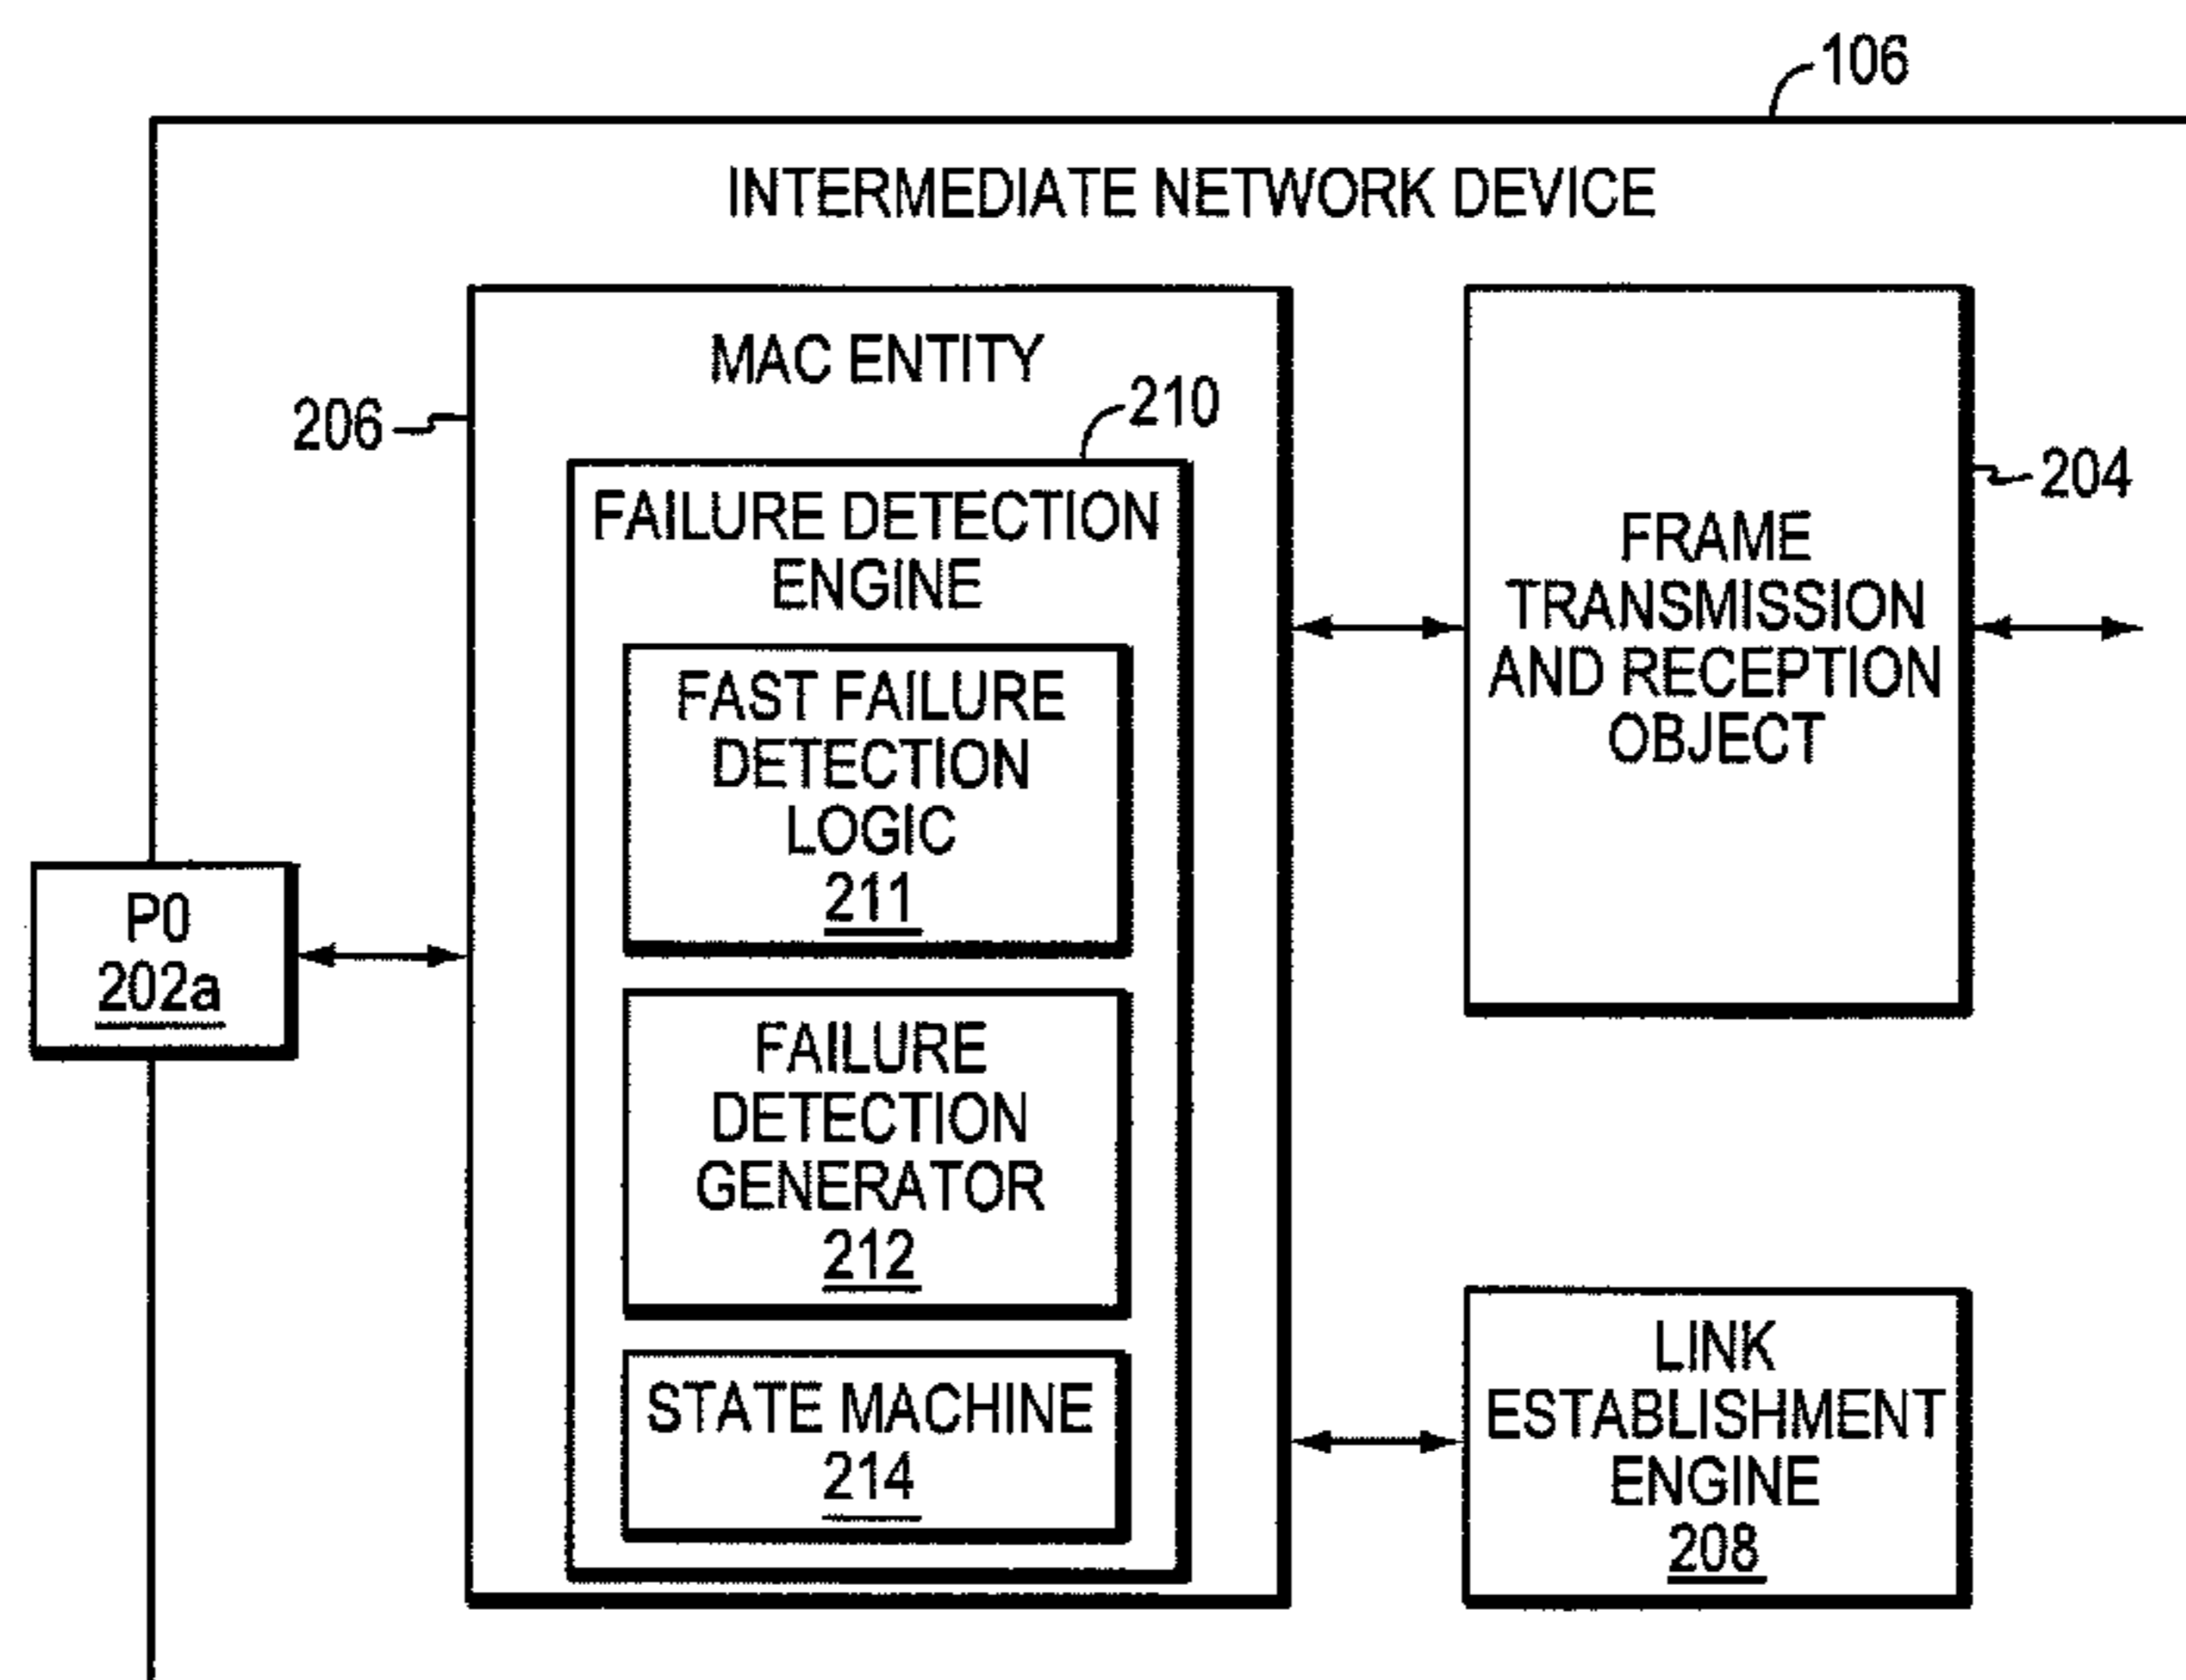 106
INTERMEDIATE NETWORK DEVICE
MAC ENTITY
206
210
FAILURE DETECTION
ENGINE
FAST FAILURE
DETECTION
LOGIC
211
FAILURE
DETECTION
GENERATOR
212
STATE MACHINE
214
P0
202a
204
FRAME
TRANSMISSION
AND RECEPTION
OBJECT
LINK
ESTABLISHMENT
ENGINE
208